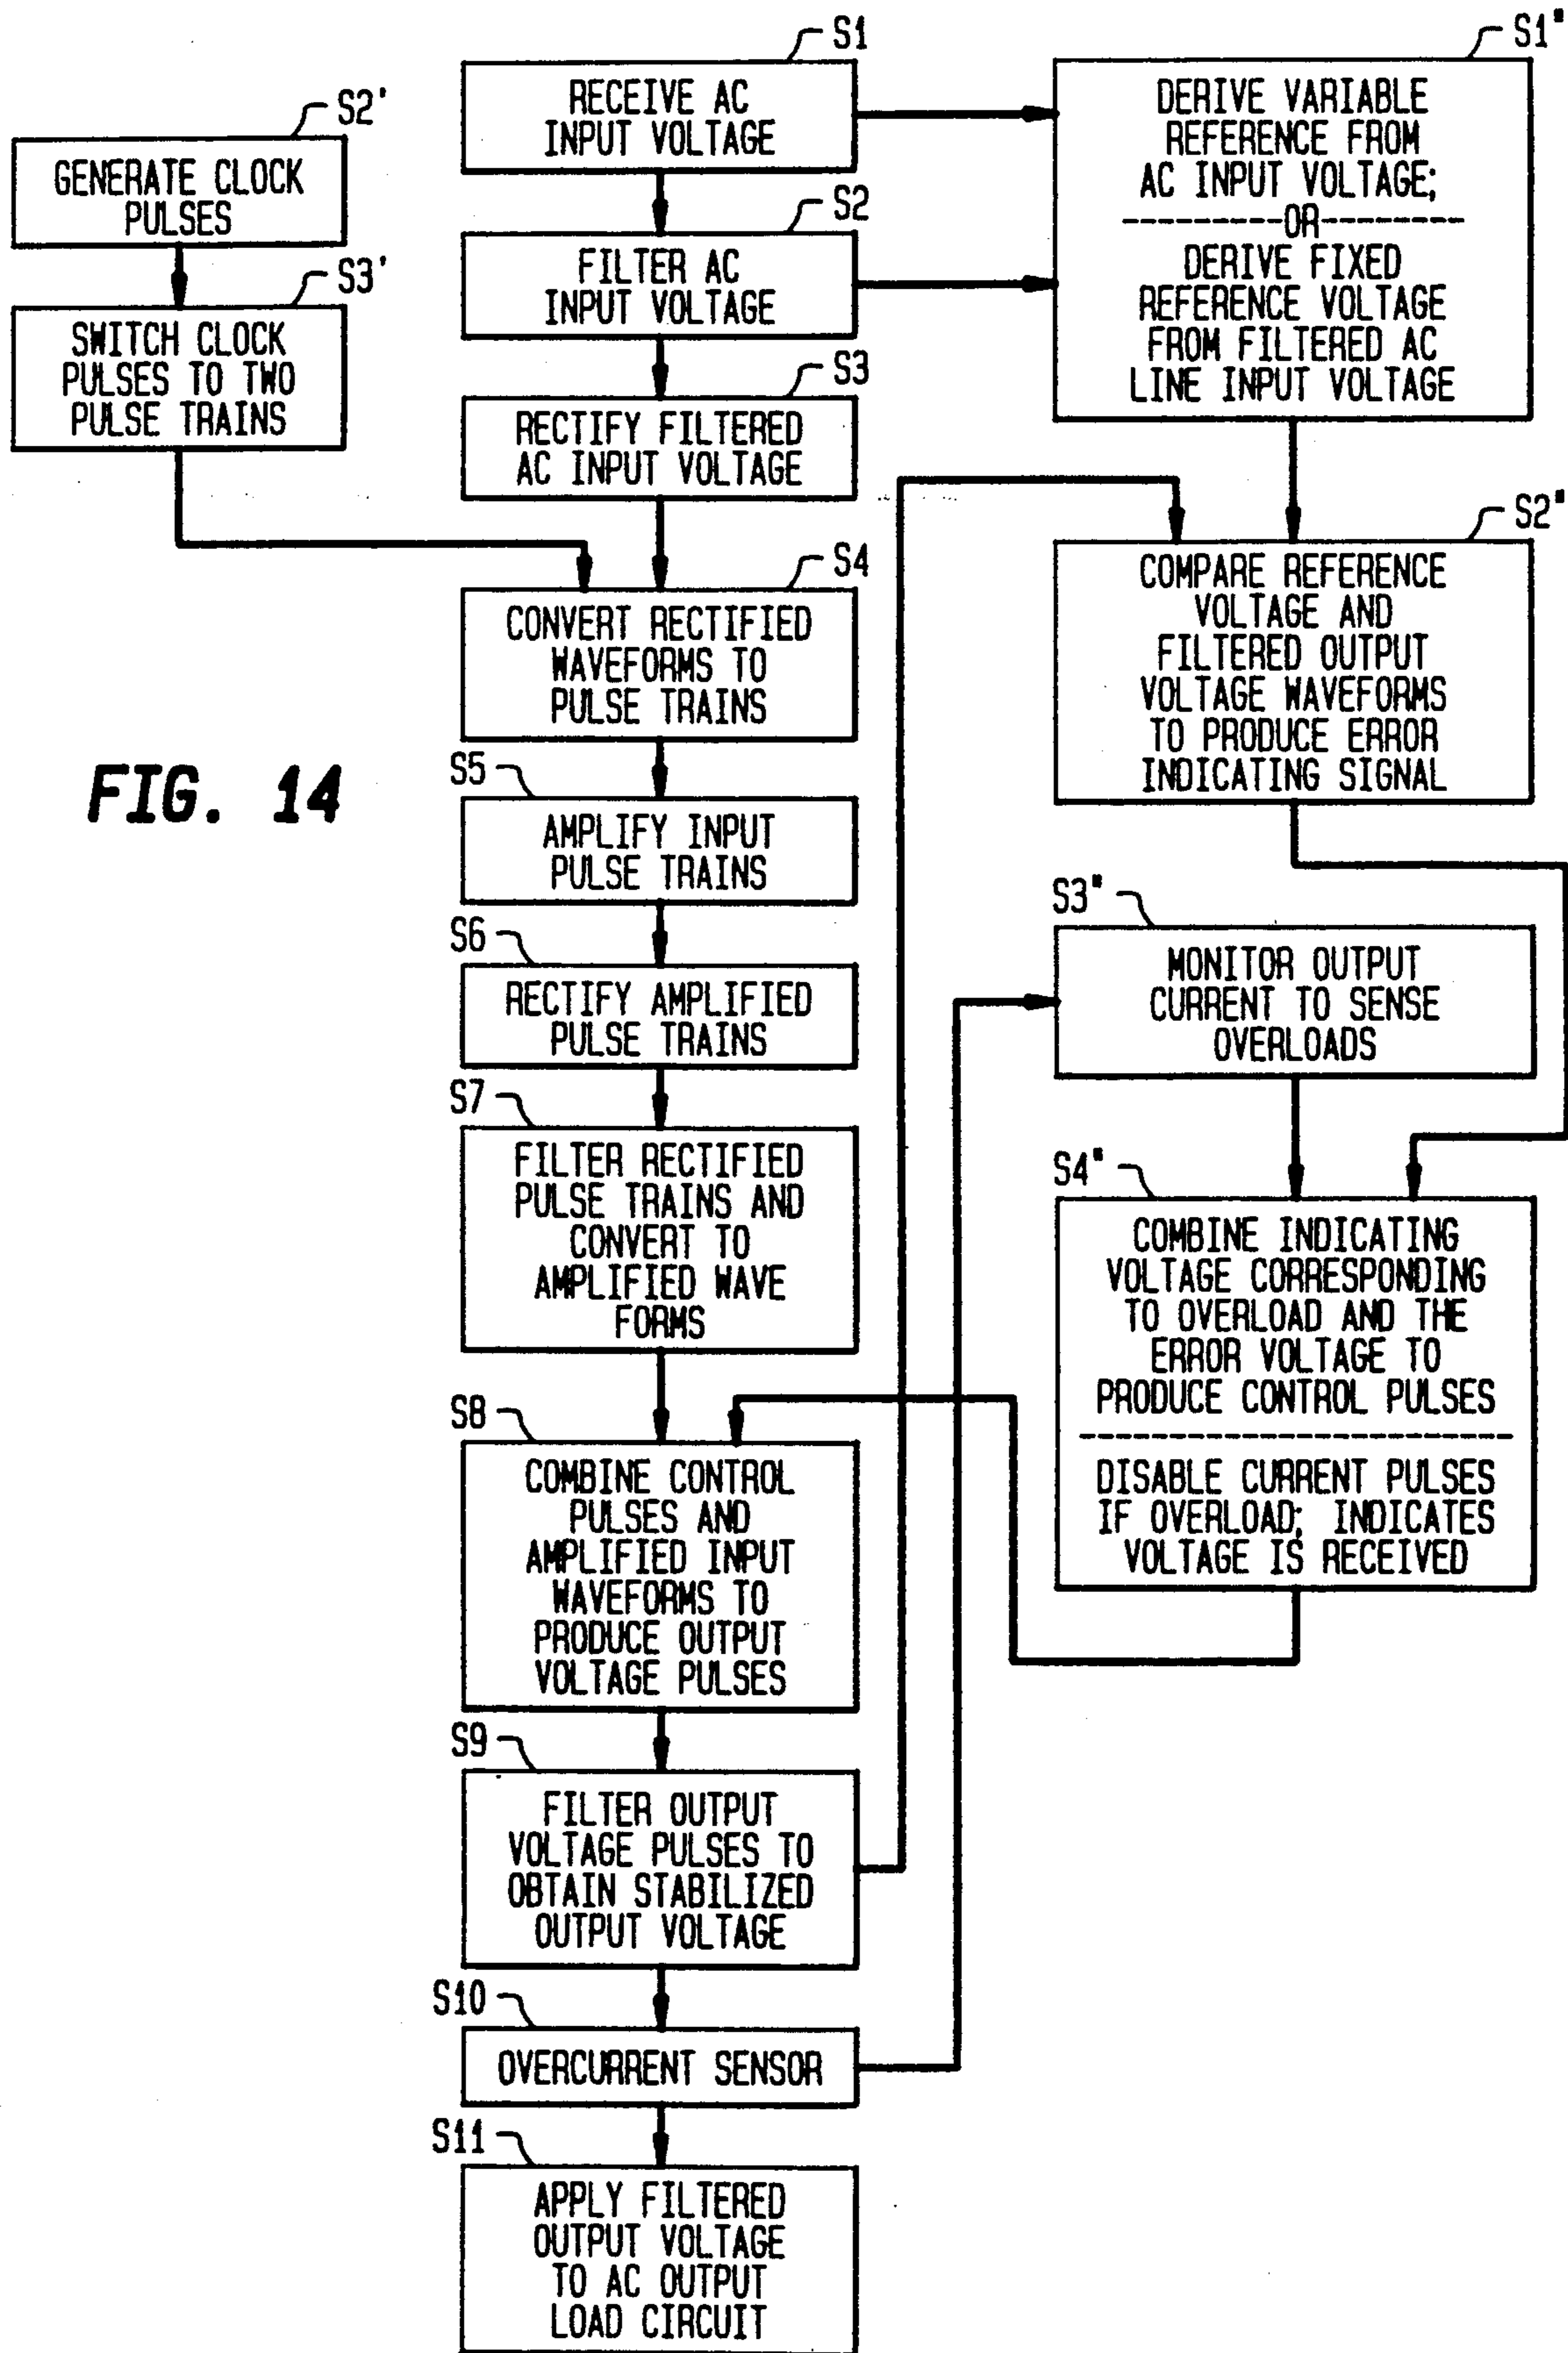 S1
RECEIVE AC
INPUT VOLTAGE
S1"
DERIVE VARIABLE
REFERENCE FROM
AC INPUT VOLTAGE;
---------OR--------
DERIVE FIXED
REFERENCE VOLTAGE
FROM FILTERED AC
LINE INPUT VOLTAGE
S2'
GENERATE CLOCK
PULSES
S2
FILTER AC
INPUT VOLTAGE
S3'
SWITCH CLOCK
PULSES TO TWO
PULSE TRAINS
S3
RECTIFY FILTERED
AC INPUT VOLTAGE
S2"
COMPARE REFERENCE
VOLTAGE AND
FILTERED OUTPUT
VOLTAGE WAVEFORMS
TO PRODUCE ERROR
INDICATING SIGNAL
S4
CONVERT RECTIFIED
WAVEFORMS TO
PULSE TRAINS
FIG. 14
S5
AMPLIFY INPUT
PULSE TRAINS
S6
RECTIFY AMPLIFIED
PULSE TRAINS
S3"
MONITOR OUTPUT
CURRENT TO SENSE
OVERLOADS
S7
FILTER RECTIFIED
PULSE TRAINS AND
CONVERT TO
AMPLIFIED WAVE
FORMS
S4"
COMBINE INDICATING
VOLTAGE CORRESPONDING
TO OVERLOAD AND THE
ERROR VOLTAGE TO
PRODUCE CONTROL PULSES
DISABLE CURRENT PULSES
IF OVERLOAD; INDICATES
VOLTAGE IS RECEIVED
S8
COMBINE CONTROL
PULSES AND
AMPLIFIED INPUT
WAVEFORMS TO
PRODUCE OUTPUT
VOLTAGE PULSES
S9
FILTER OUTPUT
VOLTAGE PULSES TO
OBTAIN STABILIZED
OUTPUT VOLTAGE
S10
OVERCURRENT SENSOR
S11
APPLY FILTERED
OUTPUT VOLTAGE
TO AC OUTPUT
LOAD CIRCUIT